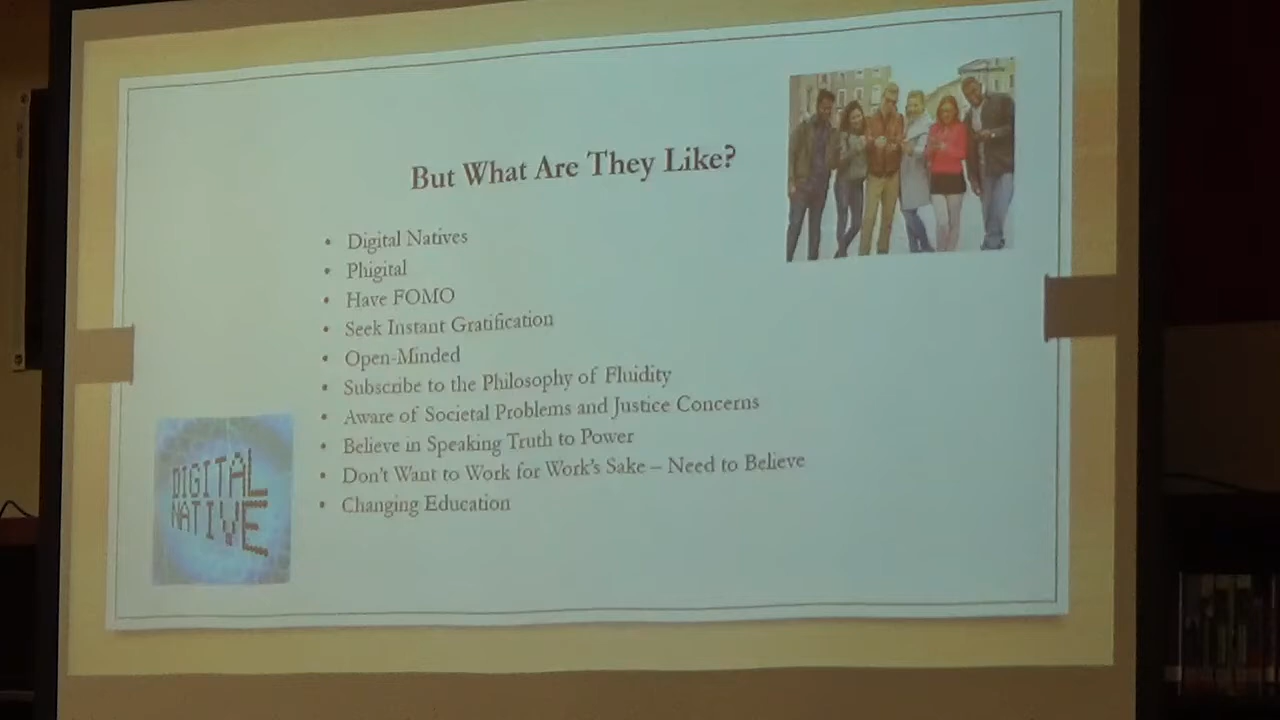 But What Are They Like?
• Digital Natives
• Phigital
• Have FOMO
• Seek Instant Gratification
• Open-Minded
• Subscribe to the Philosophy of Fluidity
• Aware of Societal Problems and Justice Concerns
• Believe in Speaking Truth to Power
• Don't Want to Work for Work's Sake – Need to Believe
• Changing Education
DIGITAL
NATIVE